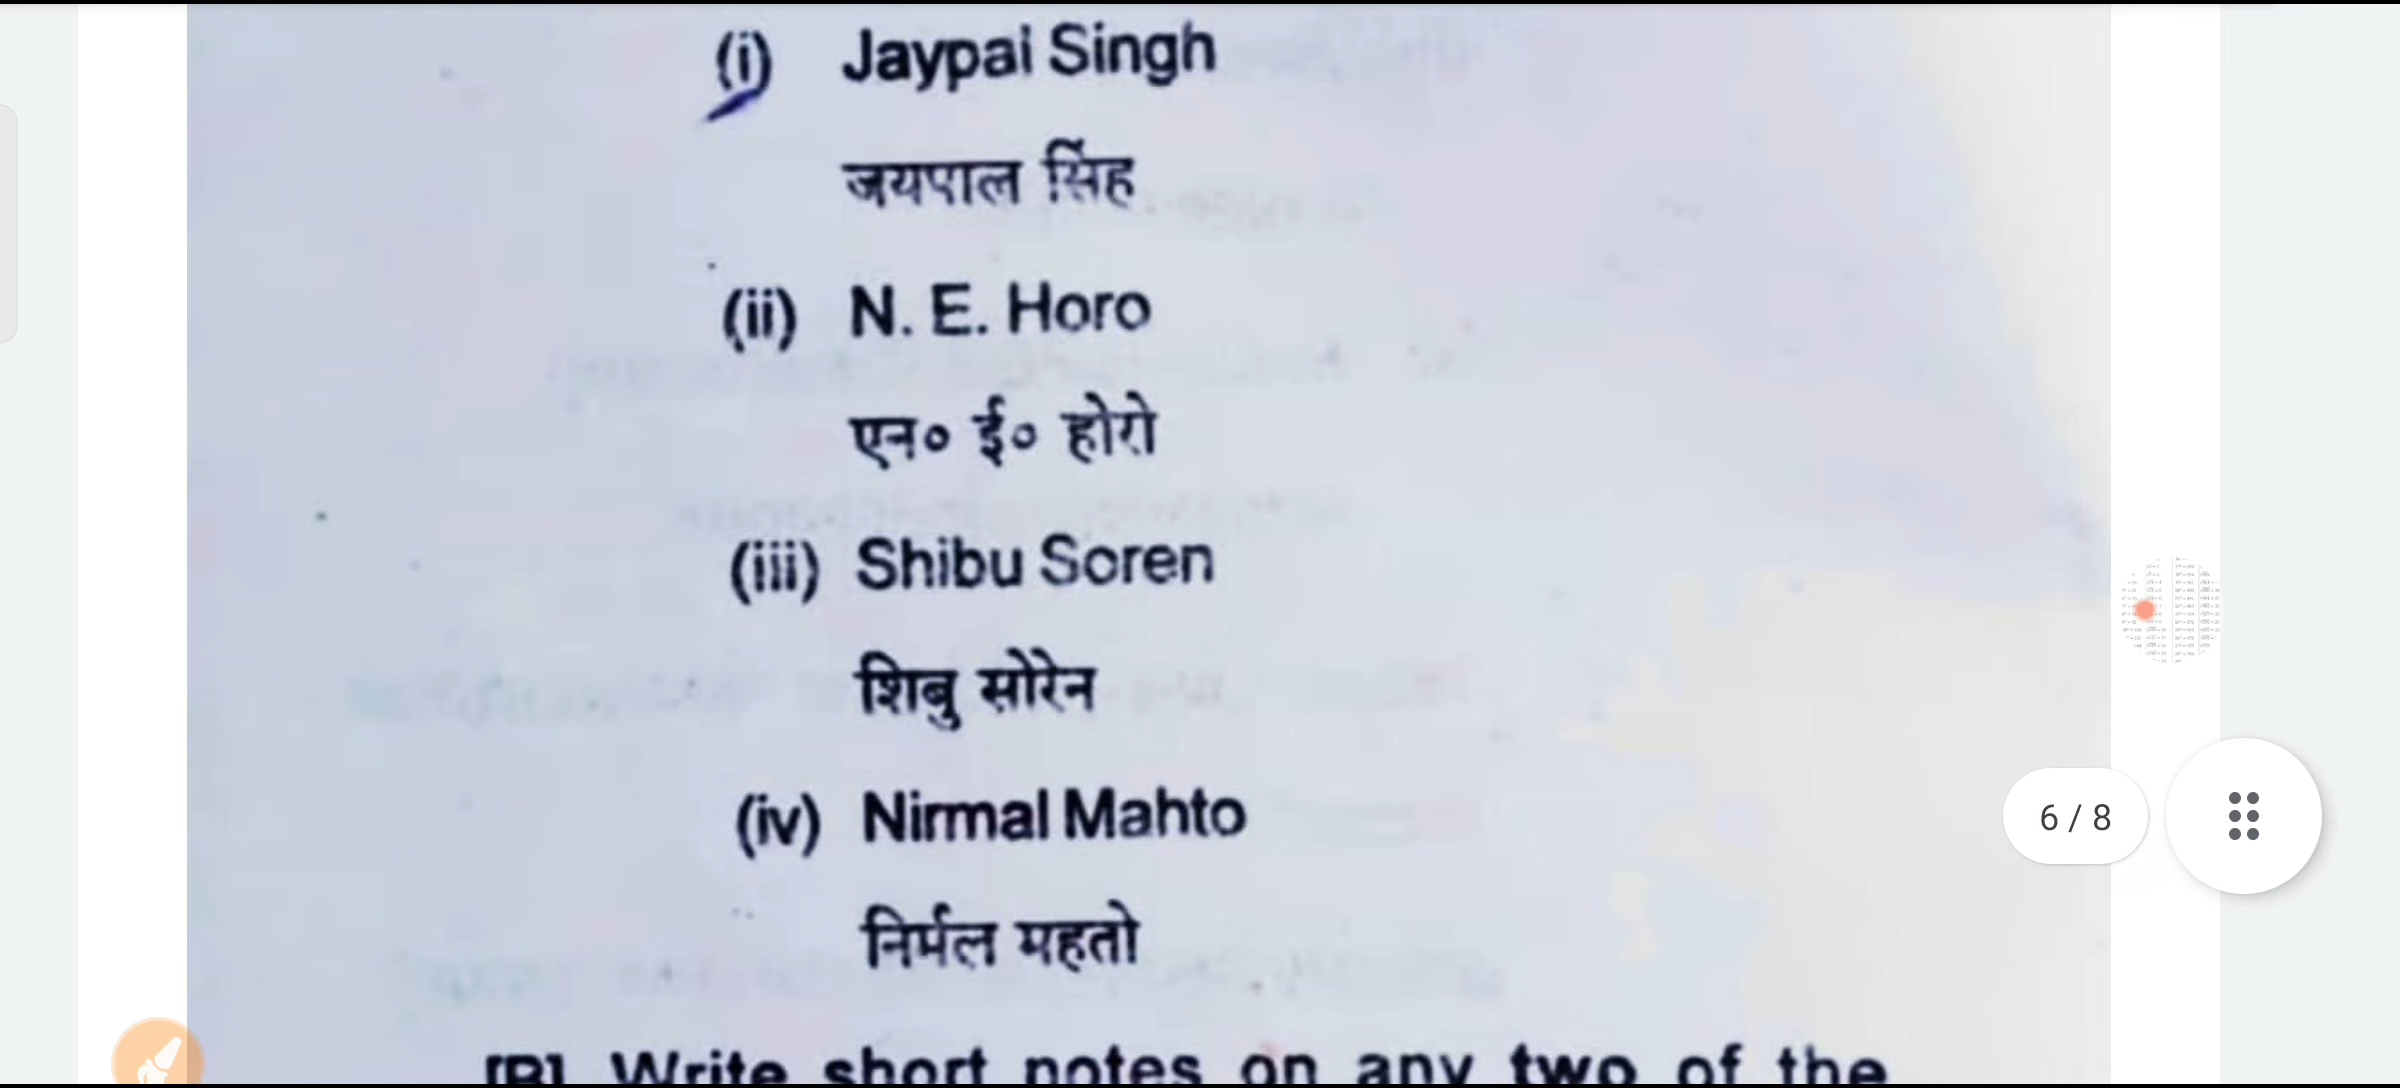 (i) Jaypal Singh
जयपाल सिंह
(ii) N. E. Horo
एन० ई० होरो
(iii) Shibu Soren
शिबु सोरेन
(iv) Nirmal Mahto
निर्मल महतो
6 / 8
[B] Write short notes on any two of the